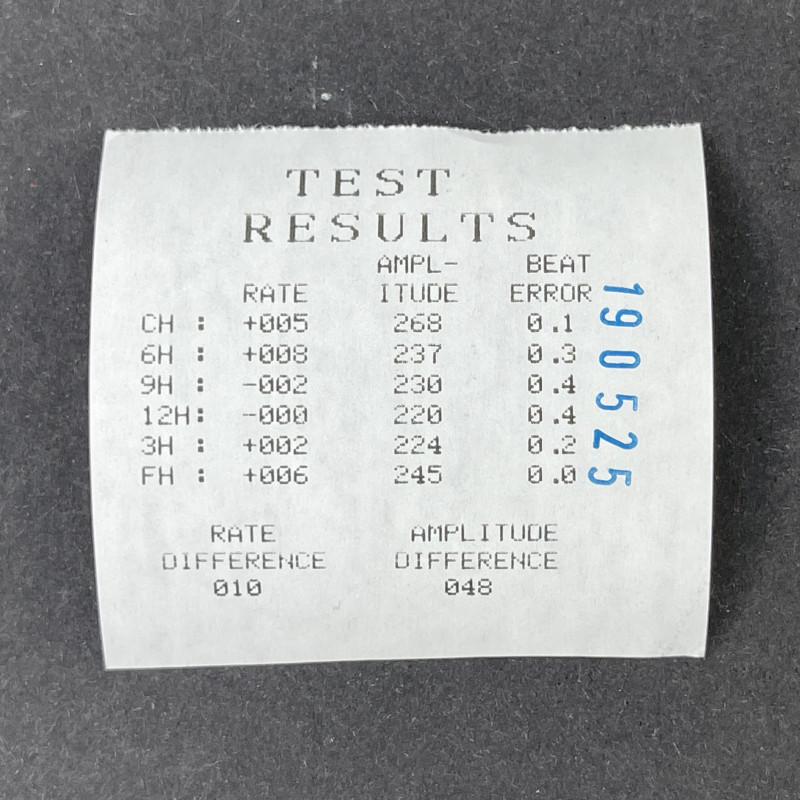 TEST
RESULTS
AMPL- BEAT
RATE ITUDE ERROR
CH : +005 268 0.1
6H : +008 237 0.3
9H : -002 230 0.4
12H: -000 220 0.4
3H : +002 224 0.2
FH : +006 245 0.0
RATE AMPLITUDE
DIFFERENCE DIFFERENCE
010 048
190525